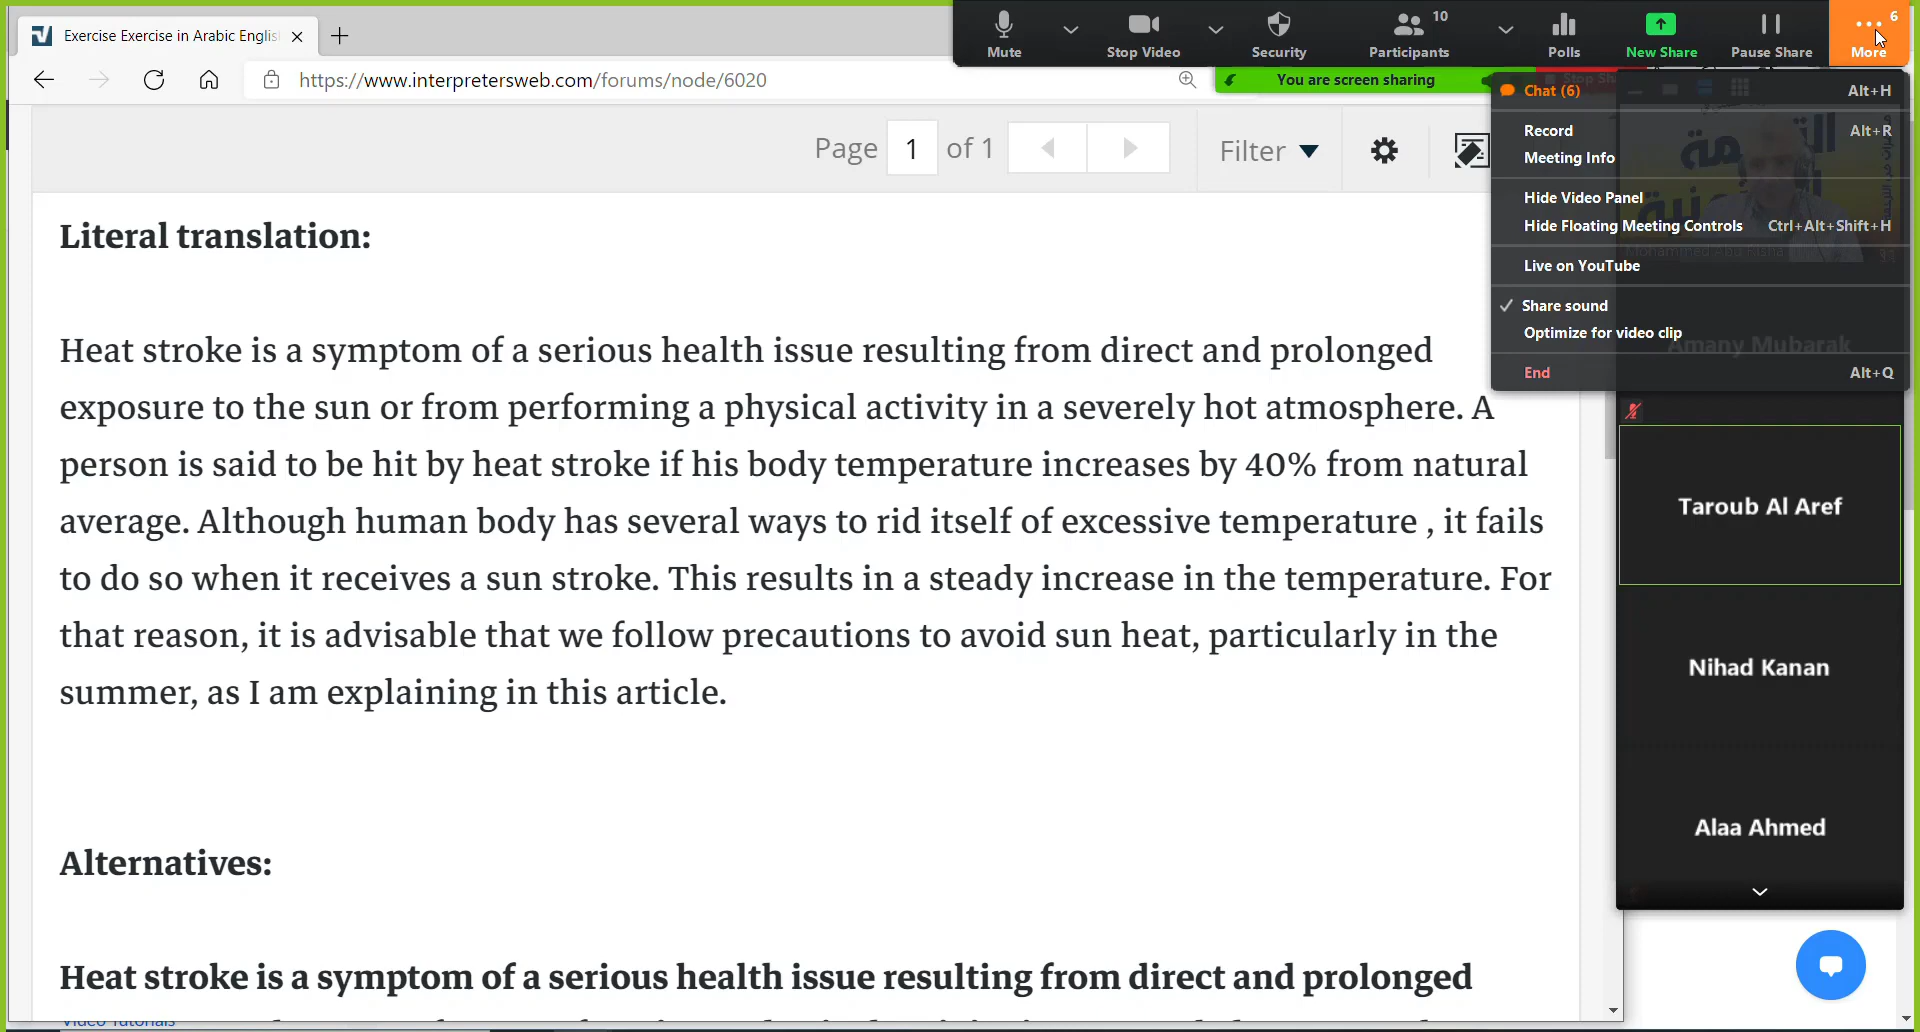 Exercise Exercise in Arabic Englis
https://www.interpretersweb.com/forums/node/6020
Mute
Stop Video
Security
10
Participants
Polls
New Share
Pause Share
6
More
You are screen sharing
Stop Sh
Chat (6) Alt+H
Record Alt+R
Meeting Info
Hide Video Panel
Hide Floating Meeting Controls Ctrl+Alt+Shift+H
Live on YouTube
Share sound
Optimize for video clip
End Alt+Q
Page 1 of 1
Filter
Literal translation:
Heat stroke is a symptom of a serious health issue resulting from direct and prolonged
exposure to the sun or from performing a physical activity in a severely hot atmosphere. A
person is said to be hit by heat stroke if his body temperature increases by 40% from natural
average. Although human body has several ways to rid itself of excessive temperature , it fails
to do so when it receives a sun stroke. This results in a steady increase in the temperature. For
that reason, it is advisable that we follow precautions to avoid sun heat, particularly in the
summer, as I am explaining in this article.
Alternatives:
Heat stroke is a symptom of a serious health issue resulting from direct and prolonged
Video Tutorials
Amany Mubarak
Taroub Al Aref
Nihad Kanan
Alaa Ahmed